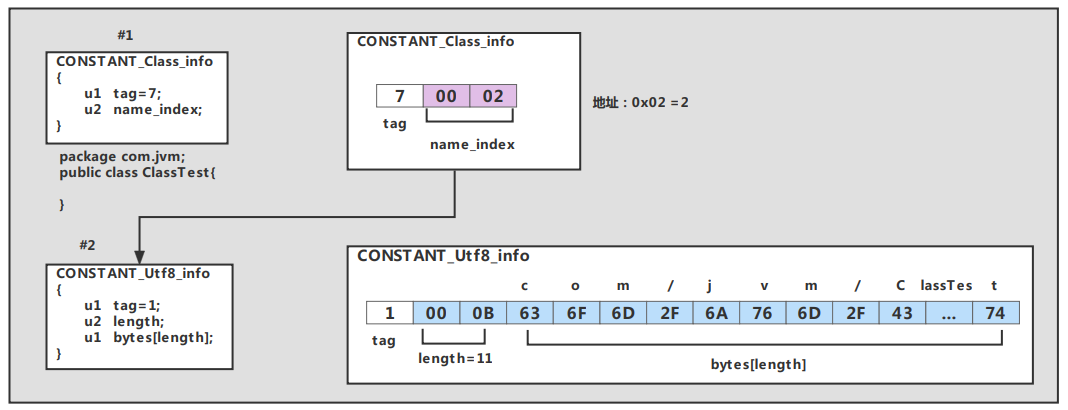 #1
CONSTANT_Class_info
{
u1 tag=7;
u2 name_index;
}
package com.jvm;
public class ClassTest{
}
CONSTANT_Class_info
7 00 02
tag
name_index
地址：0x02 =2
#2
CONSTANT_Utf8_info
{
u1 tag=1;
u2 length;
u1 bytes[length];
}
CONSTANT_Utf8_info
c o m / j v m / C lassTes t
1 00 0B 63 6F 6D 2F 6A 76 6D 2F 43 ... 74
tag
length=11
bytes[length]